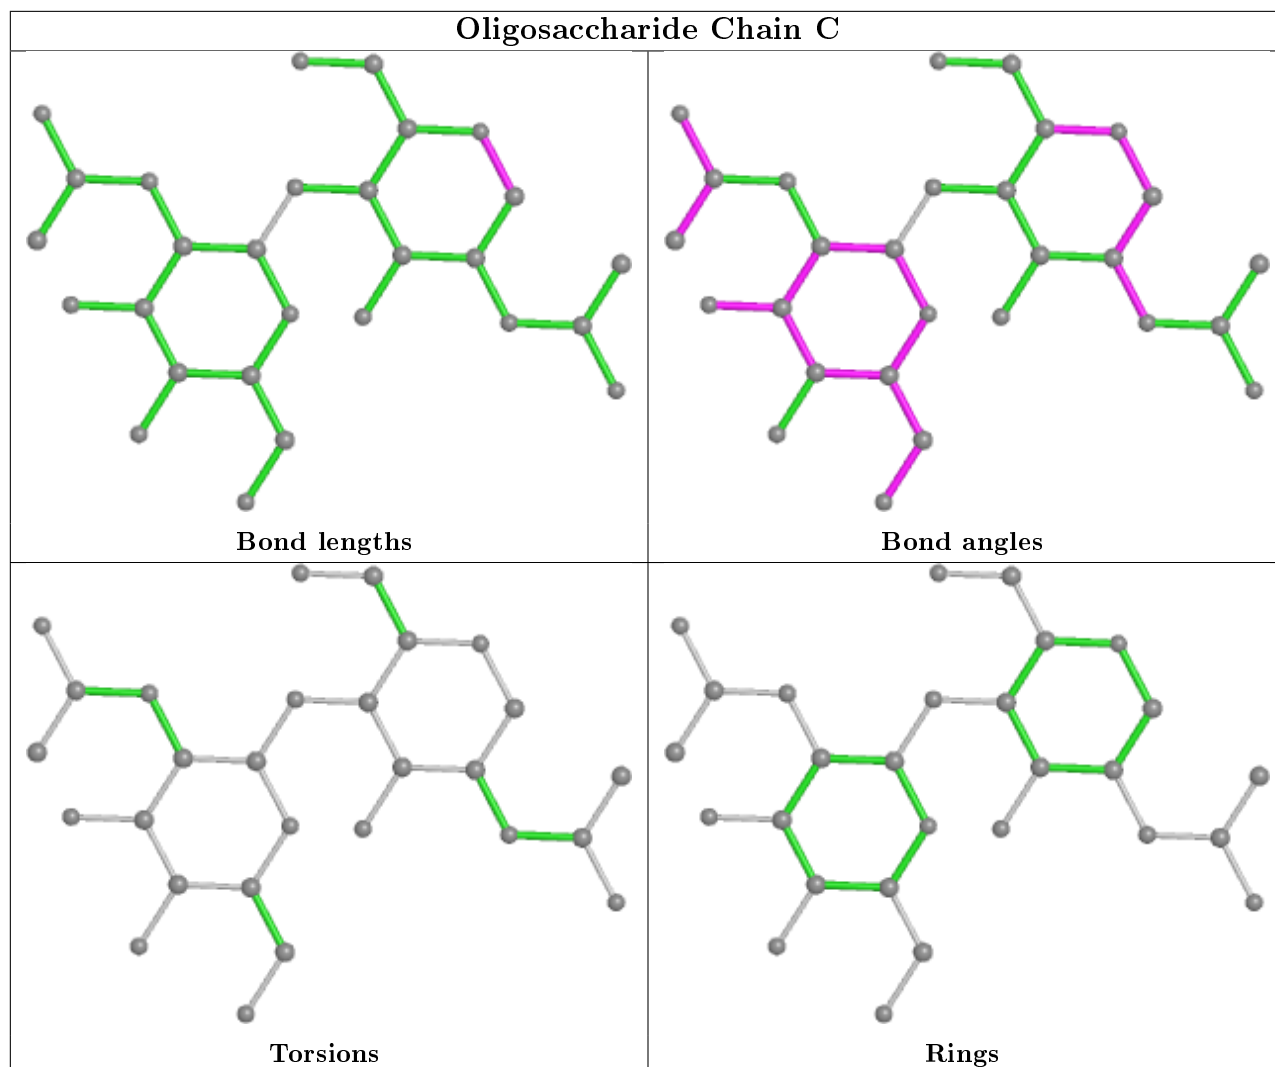 Oligosaccharide Chain C
Bond lengths
Bond angles
Torsions
Rings